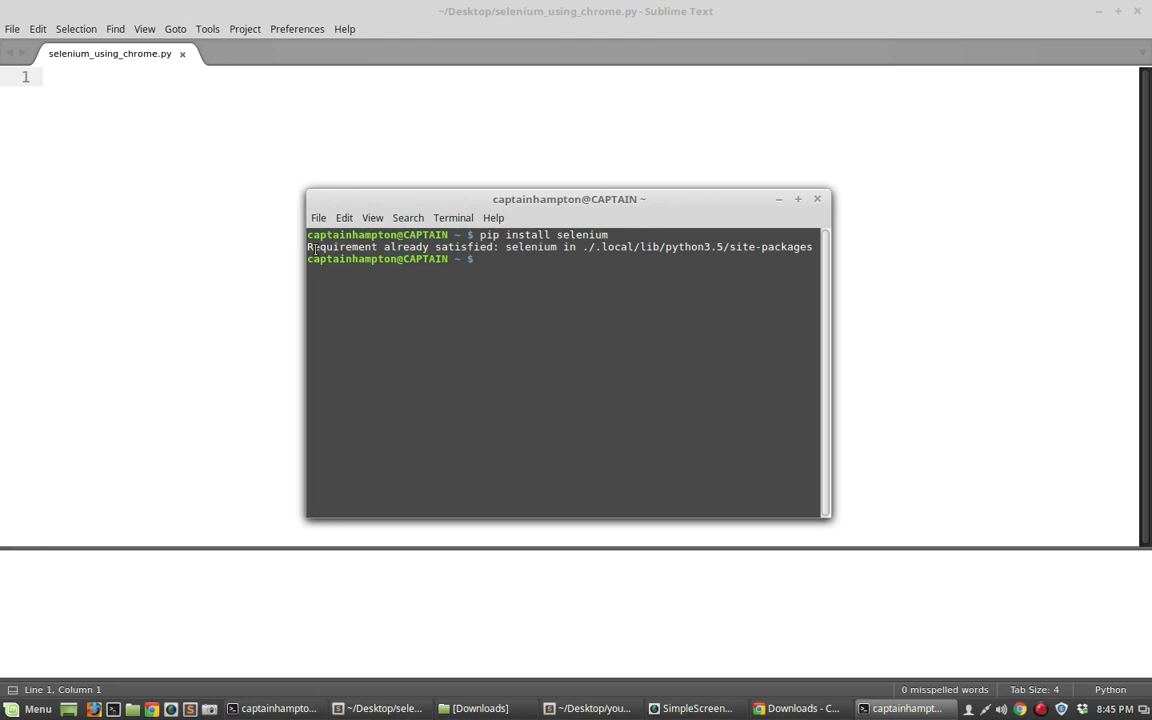 ~/Desktop/selenium_using_chrome.py - Sublime Text
File Edit Selection Find View Goto Tools Project Preferences Help
selenium_using_chrome.py
1
captainhampton@CAPTAIN ~
File Edit View Search Terminal Help
captainhampton@CAPTAIN ~ $ pip install selenium
Requirement already satisfied: selenium in ./.local/lib/python3.5/site-packages
captainhampton@CAPTAIN ~ $
Line 1, Column 1
0 misspelled words
Tab Size: 4
Python
Menu
captainhampto...
~/Desktop/sele...
[Downloads]
~/Desktop/you...
SimpleScreen...
Downloads - C...
captainhampt...
8:45 PM